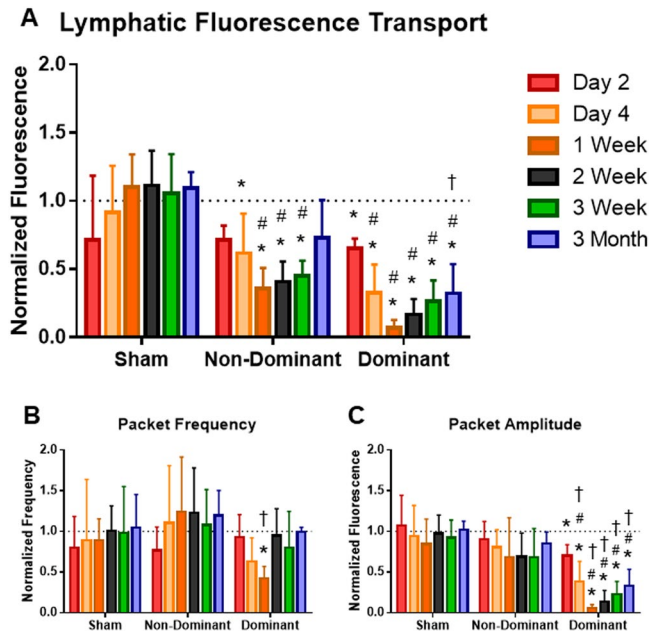 A Lymphatic Fluorescence Transport
Normalized Fluorescence
2.0
1.5
1.0
0.5
0.0
* # * # * # * * # * # * # * # * † # *
Sham Non-Dominant Dominant
Day 2
Day 4
1 Week
2 Week
3 Week
3 Month
B
Packet Frequency
Normalized Frequency
2.0
1.5
1.0
0.5
0.0
† *
Sham Non-Dominant Dominant
C
Packet Amplitude
Normalized Fluorescence
2.0
1.5
1.0
0.5
0.0
* † # * † # * † # * † # * † # *
Sham Non-Dominant Dominant